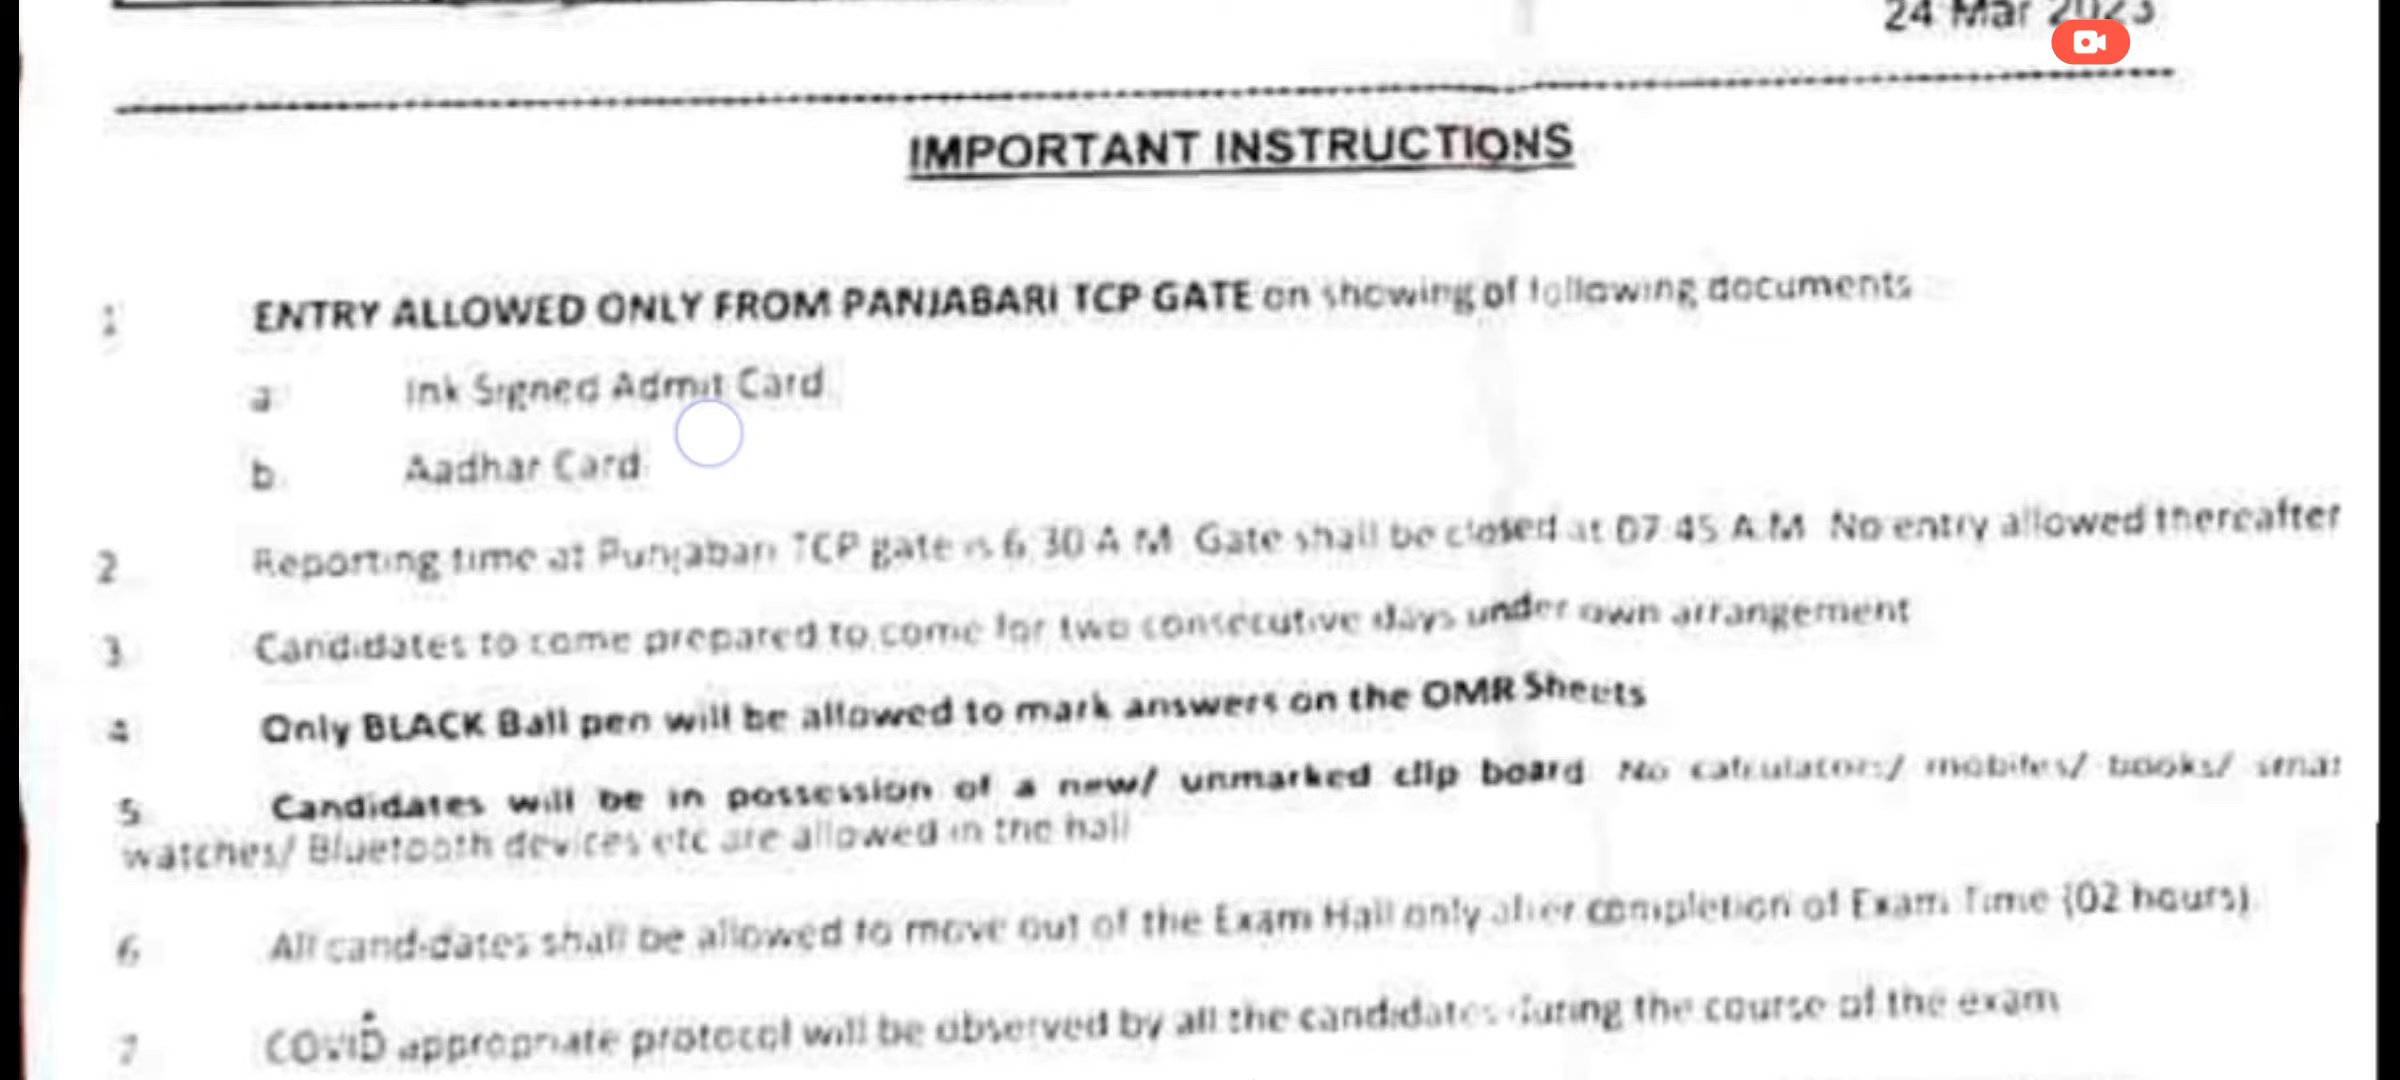 24 Mar 2023
IMPORTANT INSTRUCTIONS
1 ENTRY ALLOWED ONLY FROM PANJABARI TCP GATE on showing of following documents
a Ink Signed Admit Card
b. Aadhar Card
2 Reporting time at Punjabari TCP gate is 6 30 A M Gate shall be closed at 07 45 A.M No entry allowed thereafter
3 Candidates to come prepared to come for two consecutive days under own arrangement
4 Only BLACK Ball pen will be allowed to mark answers on the OMR Sheets
5. Candidates will be in possession of a new/ unmarked clip board No calculators/ mobiles/ books/ smat
watches/ Bluetooth devices etc are allowed in the hall
6 All candidates shall be allowed to move out of the Exam Hall only after completion of Exam Time (02 hours)
7 COVID appropriate protocol will be observed by all the candidates during the course of the exam